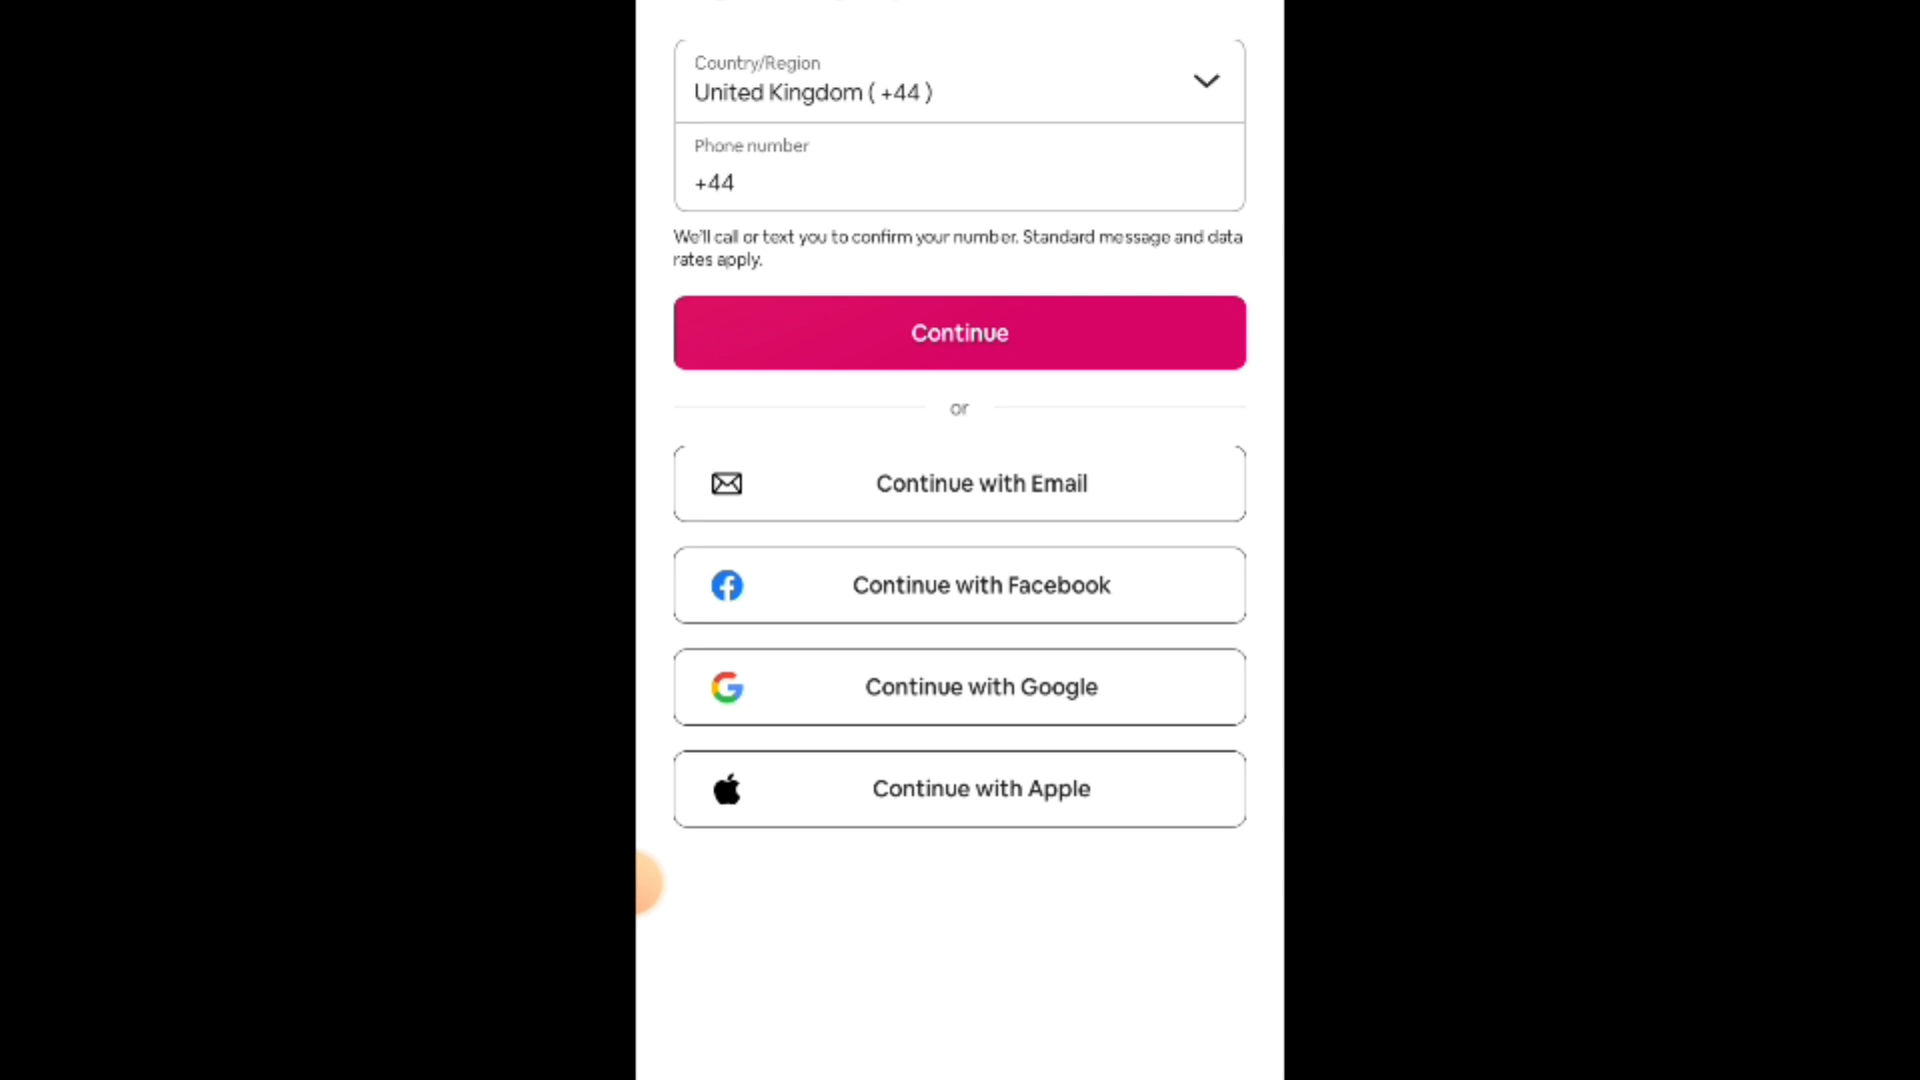 Country/Region
United Kingdom ( +44 )
Phone number
+44
We'll call or text you to confirm your number. Standard message and data
rates apply.
Continue
or
Continue with Email
Continue with Facebook
Continue with Google
Continue with Apple